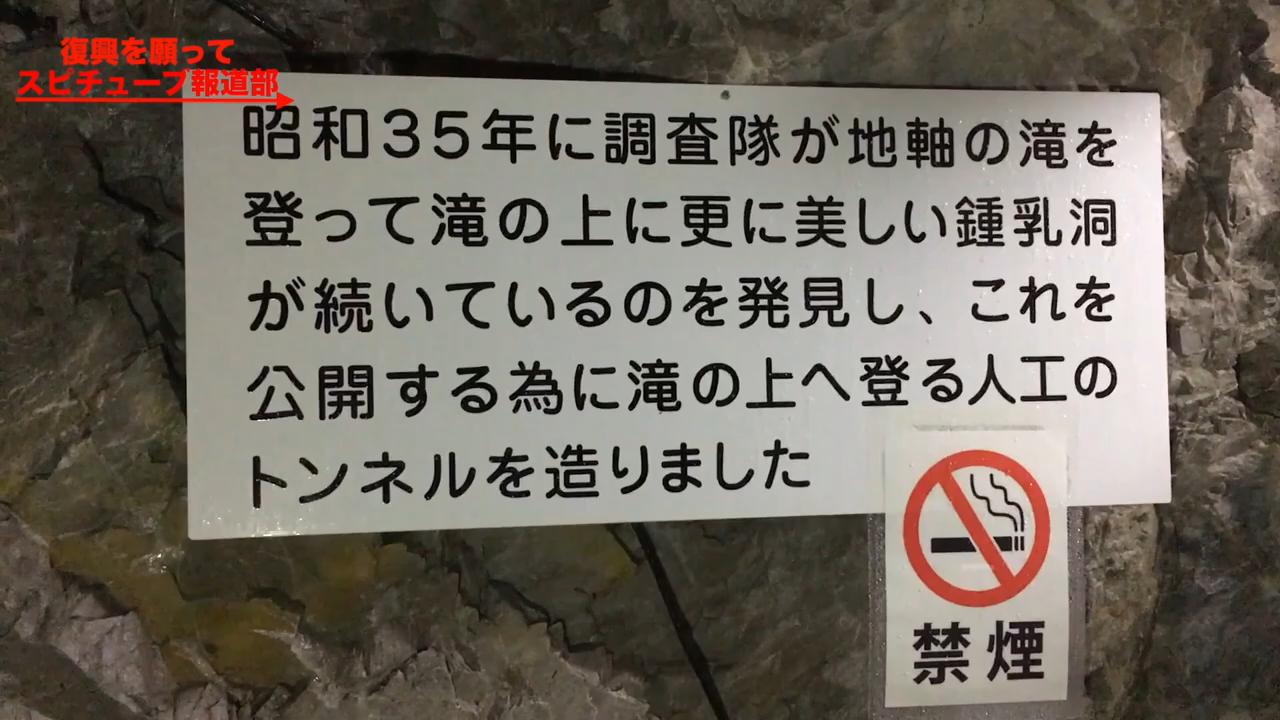 復興を願って
スピチューブ報道部
昭和35年に調査隊が地軸の滝を
登って滝の上に更に美しい鍾乳洞
が続いているのを発見し、これを
公開する為に滝の上へ登る人工の
トンネルを造りました
禁煙